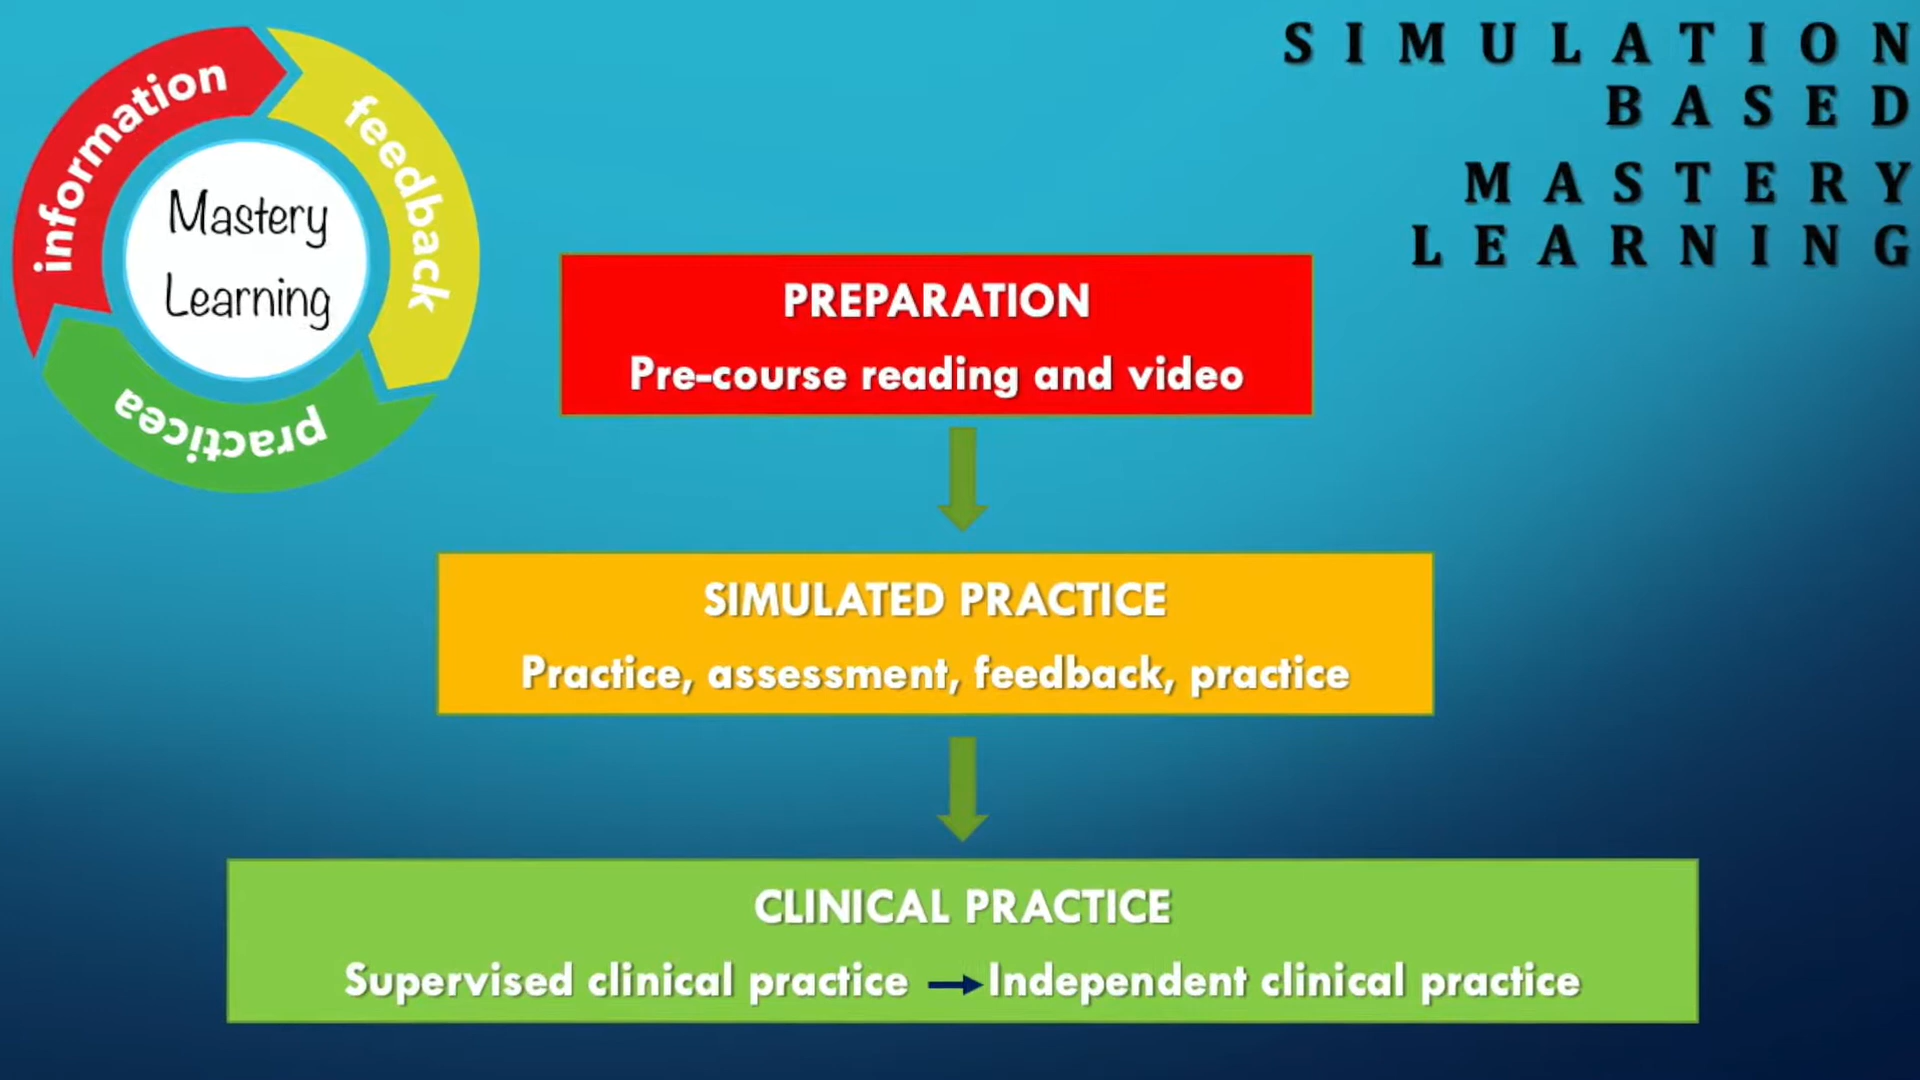 SIMULATION
BASED
MASTERY
LEARNING
information
feedback
practicea
Mastery
Learning
PREPARATION
Pre-course reading and video
SIMULATED PRACTICE
Practice, assessment, feedback, practice
CLINICAL PRACTICE
Supervised clinical practice → Independent clinical practice